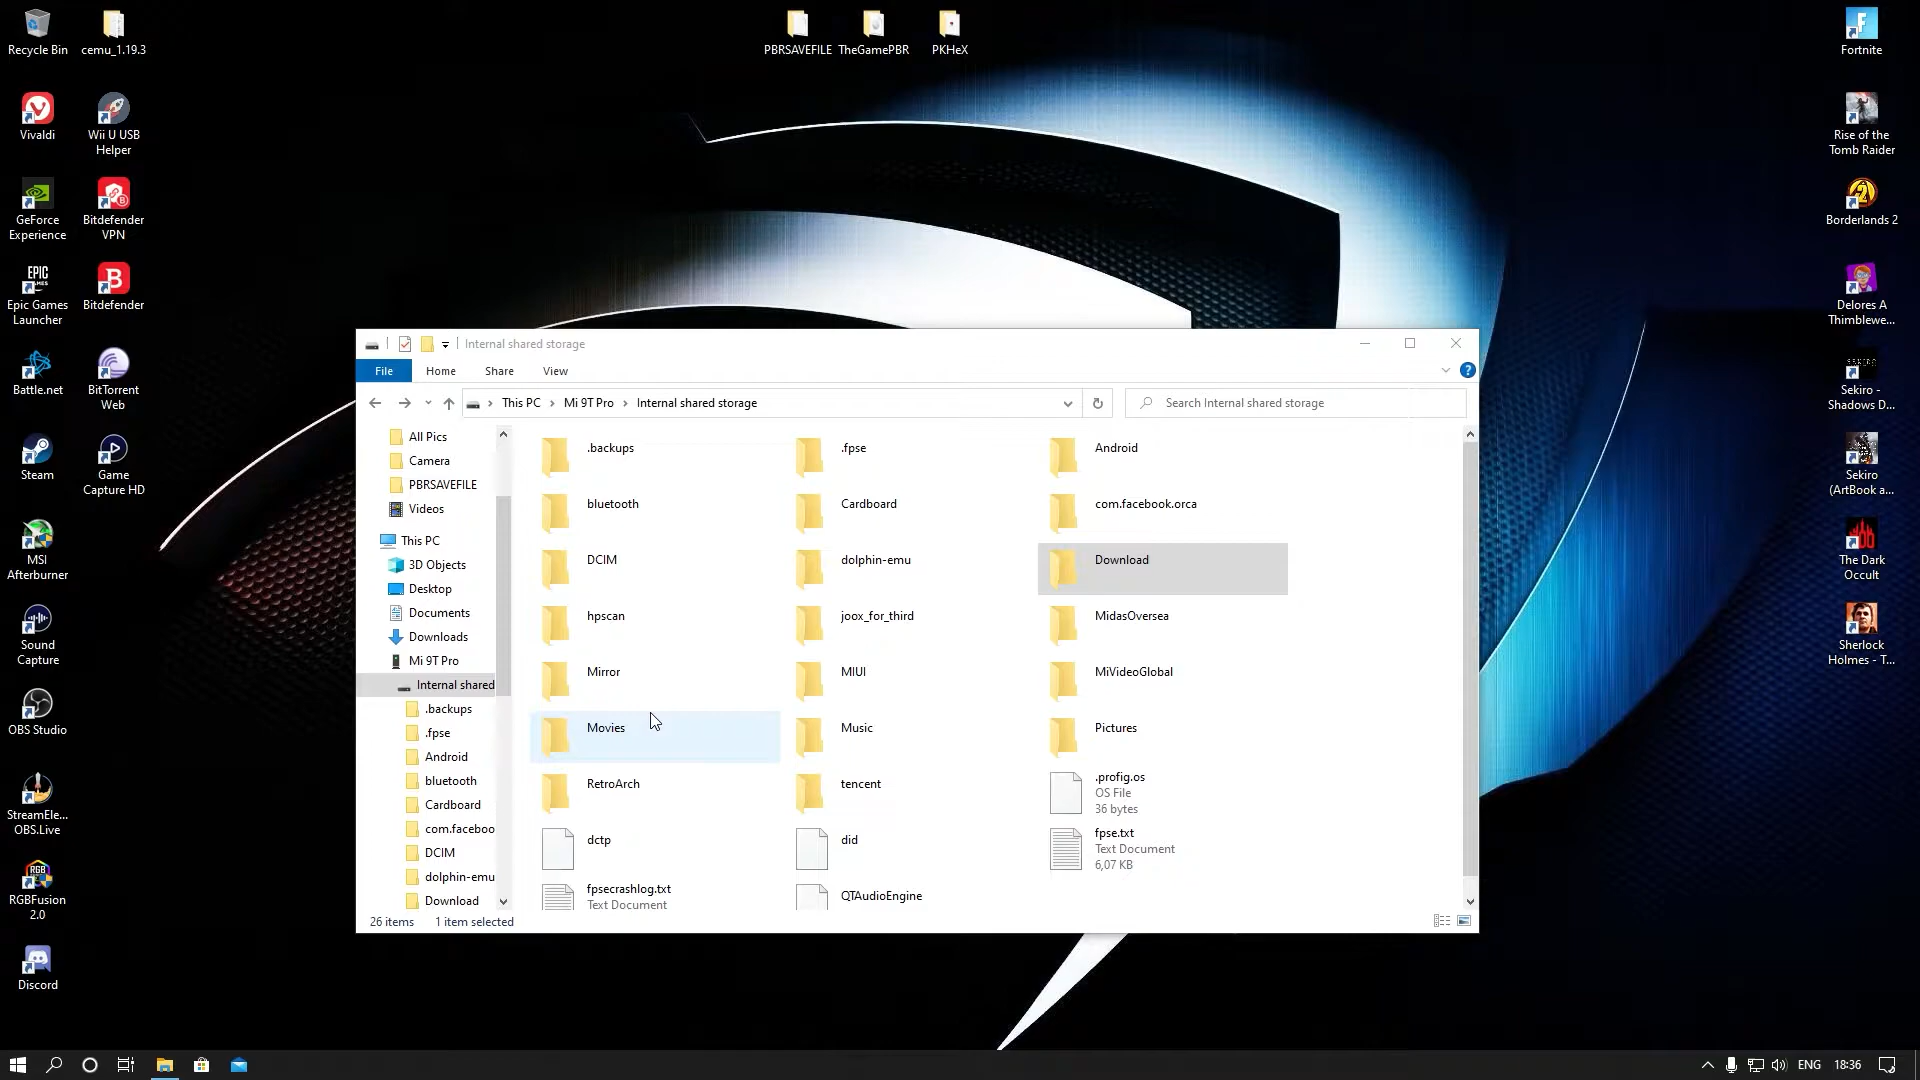 Recycle Bin
cemu_1.19.3
PBRSAVEFILE
TheGamePBR
PKHeX
Fortnite
Vivaldi
Wii U USB
Helper
Rise of the
Tomb Raider
GeForce
Experience
Bitdefender
VPN
Borderlands 2
EPIC
GAMES
Epic Games
Launcher
Bitdefender
Delores A
Thimblewe...
Battle.net
BitTorrent
Web
Sekiro -
Shadows D...
Steam
Game
Capture HD
Sekiro
(ArtBook a...
MSI
Afterburner
The Dark
Occult
Sound
Capture
Sherlock
Holmes - T...
OBS Studio
StreamEle...
OBS.Live
RGB
RGBFusion
2.0
Discord
Internal shared storage
File
Home
Share
View
This PC
Mi 9T Pro
Internal shared storage
Search Internal shared storage
All Pics
Camera
PBRSAVEFILE
Videos
This PC
3D Objects
Desktop
Documents
Downloads
Mi 9T Pro
Internal shared
.backups
.fpse
Android
bluetooth
Cardboard
com.faceboo
DCIM
dolphin-emu
Download
.backups
.fpse
Android
bluetooth
Cardboard
com.facebook.orca
DCIM
dolphin-emu
Download
hpscan
joox_for_third
MidasOversea
Mirror
MIUI
MiVideoGlobal
Movies
Music
Pictures
RetroArch
tencent
.profig.os
OS File
36 bytes
dctp
did
fpse.txt
Text Document
6,07 KB
fpsecrashlog.txt
Text Document
QTAudioEngine
26 items
1 item selected
ENG
18:36